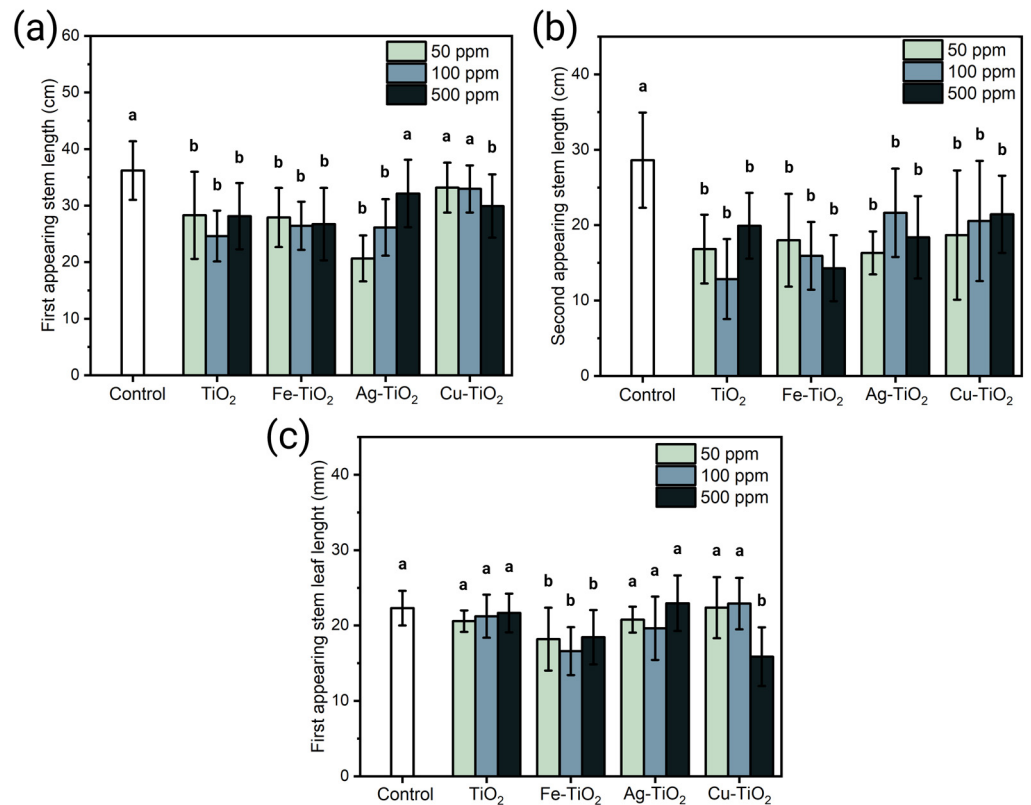 (a)
First appearing stem length (cm)
60
50
40
30
20
10
0
50 ppm
100 ppm
500 ppm
a
b
b
b
b
b
b
b
b
a
a
a
b
Control
TiO2
Fe-TiO2
Ag-TiO2
Cu-TiO2
(b)
Second appearing stem length (cm)
40
30
20
10
0
50 ppm
100 ppm
500 ppm
a
b
b
b
b
b
b
b
b
b
b
b
b
Control
TiO2
Fe-TiO2
Ag-TiO2
Cu-TiO2
(c)
First appearing stem leaf lenght (mm)
40
30
20
10
0
50 ppm
100 ppm
500 ppm
a
a
a
a
b
b
b
a
a
a
a
a
b
Control
TiO2
Fe-TiO2
Ag-TiO2
Cu-TiO2